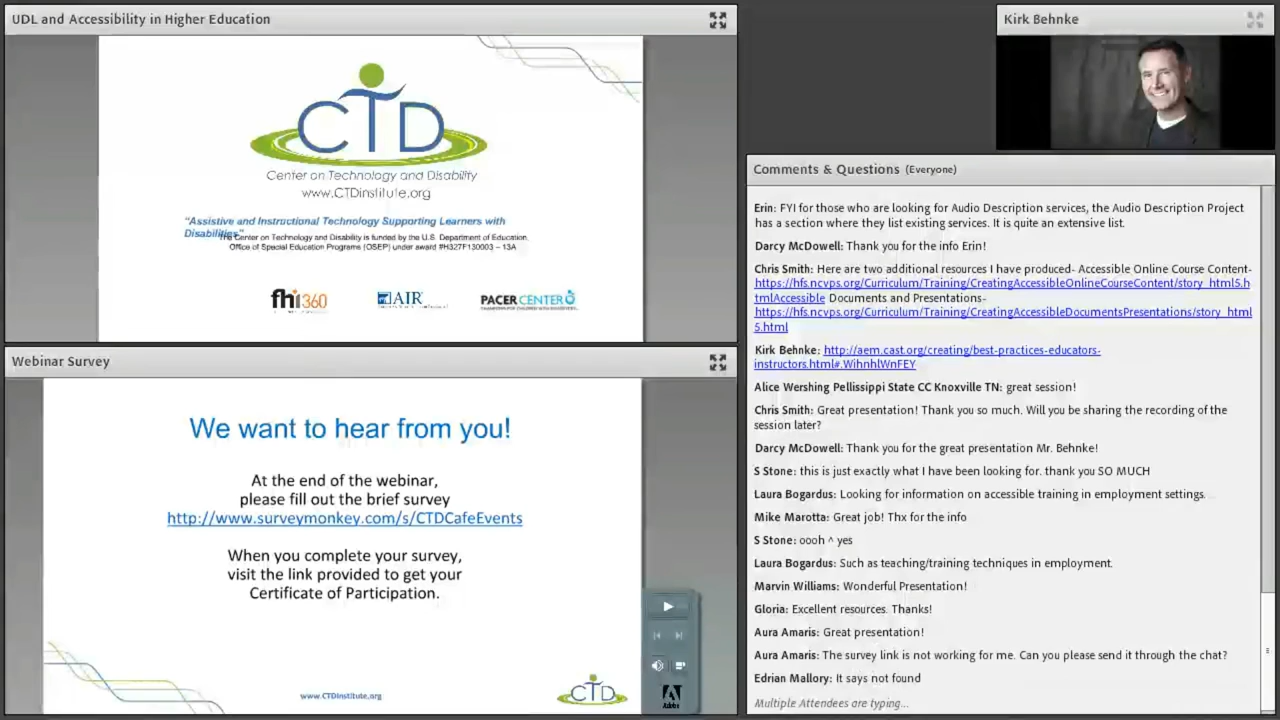 UDL and Accessibility in Higher Education
CTD
Center on Technology and Disability
www.CTDinstitute.org
"Assistive and Instructional Technology Supporting Learners with
Disabilities"
The Center on Technology and Disability is funded by the U.S. Department of Education,
Office of Special Education Programs (OSEP) under award #H327F130003 – 13A
fhi360
AIR
PACER CENTER
Webinar Survey
We want to hear from you!
At the end of the webinar,
please fill out the brief survey
http://www.surveymonkey.com/s/CTDCafeEvents
When you complete your survey,
visit the link provided to get your
Certificate of Participation.
www.CTDInstitute.org
CTD
Adobe
Kirk Behnke
Comments & Questions (Everyone)
Erin: FYI for those who are looking for Audio Description services, the Audio Description Project
has a section where they list existing services. It is quite an extensive list.
Darcy McDowell: Thank you for the info Erin!
Chris Smith: Here are two additional resources I have produced- Accessible Online Course Content-
https://hfs.ncvps.org/Curriculum/Training/CreatingAccessibleOnlineCourseContent/story_html5.h
tmlAccessible Documents and Presentations-
https://hfs.ncvps.org/Curriculum/Training/CreatingAccessibleDocumentsPresentations/story_html
5.html
Kirk Behnke: http://aem.cast.org/creating/best-practices-educators-
instructors.html#.WihnhlWnFEY
Alice Wershing Pellissippi State CC Knoxville TN: great session!
Chris Smith: Great presentation! Thank you so much. Will you be sharing the recording of the
session later?
Darcy McDowell: Thank you for the great presentation Mr. Behnke!
S Stone: this is just exactly what I have been looking for. thank you SO MUCH
Laura Bogardus: Looking for information on accessible training in employment settings.
Mike Marotta: Great job! Thx for the info
S Stone: oooh ^ yes
Laura Bogardus: Such as teaching/training techniques in employment.
Marvin Williams: Wonderful Presentation!
Gloria: Excellent resources. Thanks!
Aura Amaris: Great presentation!
Aura Amaris: The survey link is not working for me. Can you please send it through the chat?
Edrian Mallory: It says not found
Multiple Attendees are typing...